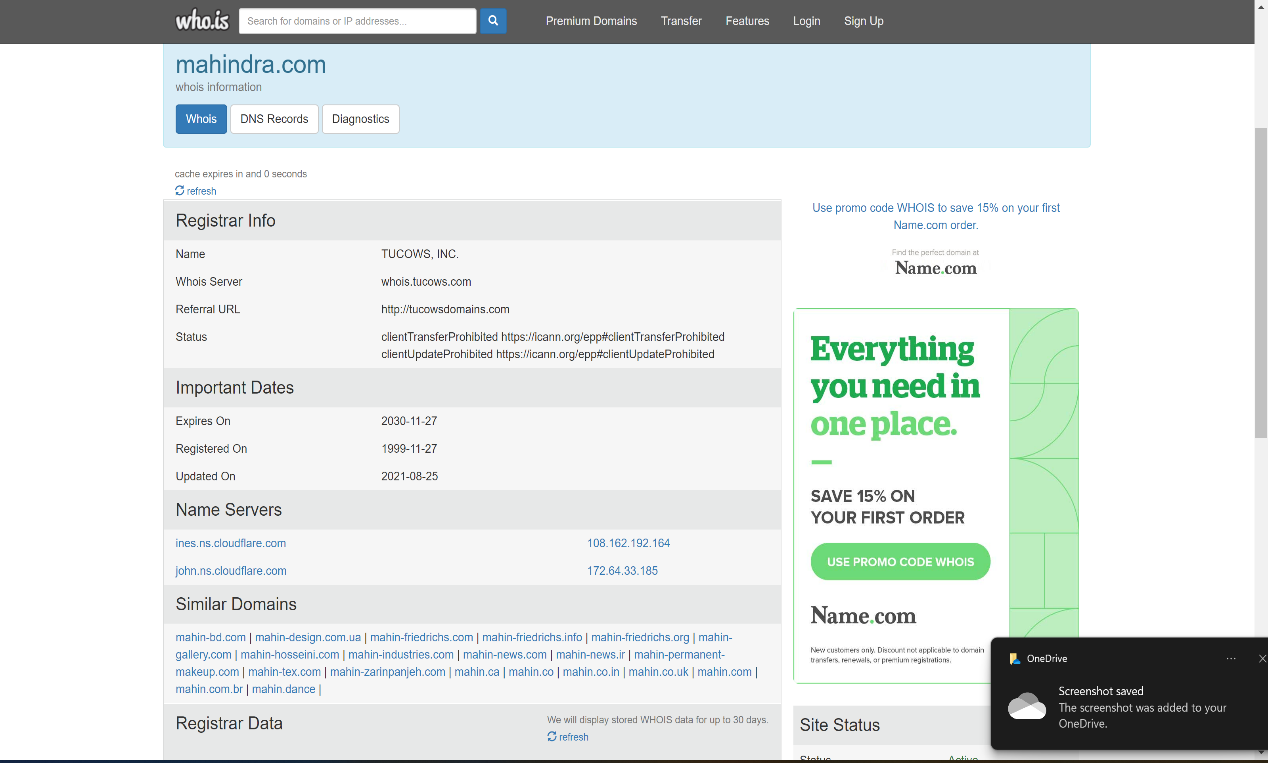 who.is
Search for domains or IP addresses...
Premium Domains
Transfer
Features
Login
Sign Up
mahindra.com
whois information
Whois
DNS Records
Diagnostics
cache expires in and 0 seconds
refresh
Registrar Info
Name TUCOWS, INC.
Whois Server whois.tucows.com
Referral URL http://tucowsdomains.com
Status clientTransferProhibited https://icann.org/epp#clientTransferProhibited
clientUpdateProhibited https://icann.org/epp#clientUpdateProhibited
Important Dates
Expires On 2030-11-27
Registered On 1999-11-27
Updated On 2021-08-25
Name Servers
ines.ns.cloudflare.com 108.162.192.164
john.ns.cloudflare.com 172.64.33.185
Similar Domains
mahin-bd.com | mahin-design.com.ua | mahin-friedrichs.com | mahin-friedrichs.info | mahin-friedrichs.org | mahin-
gallery.com | mahin-hosseini.com | mahin-industries.com | mahin-news.com | mahin-news.ir | mahin-permanent-
makeup.com | mahin-tex.com | mahin-zarinpanjeh.com | mahin.ca | mahin.co | mahin.co.in | mahin.co.uk | mahin.com |
mahin.com.br | mahin.dance |
Registrar Data
We will display stored WHOIS data for up to 30 days.
refresh
Use promo code WHOIS to save 15% on your first
Name.com order.
Find the perfect domain at
Name.com
Everything
you need in
one place.
SAVE 15% ON
YOUR FIRST ORDER
USE PROMO CODE WHOIS
Name.com
New customers only. Discount not applicable to domain
transfers, renewals, or premium registrations.
Site Status
Status Active
OneDrive
Screenshot saved
The screenshot was added to your
OneDrive.